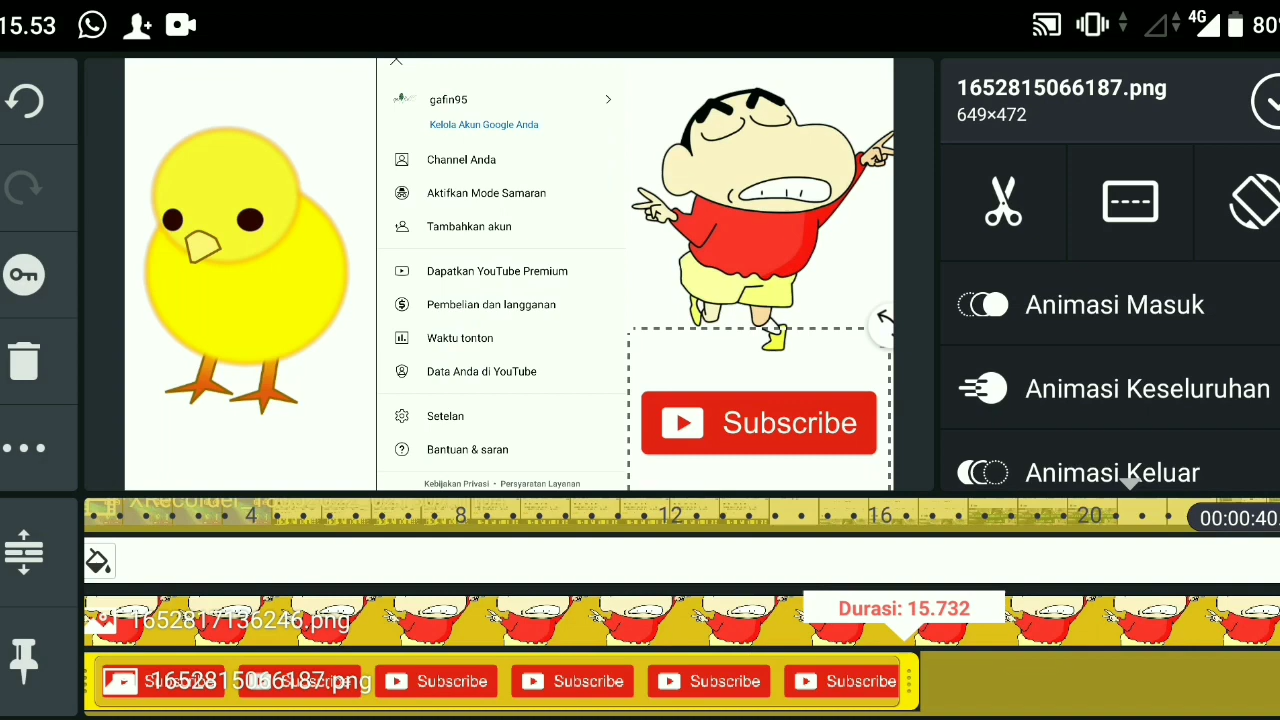 15.53
4G
80
gafin95
Kelola Akun Google Anda
Channel Anda
Aktifkan Mode Samaran
Tambahkan akun
Dapatkan YouTube Premium
Pembelian dan langganan
Waktu tonton
Data Anda di YouTube
Setelan
Bantuan & saran
Kebijakan Privasi • Persyaratan Layanan
Subscribe
1652815066187.png
649×472
Animasi Masuk
Animasi Keseluruhan
Animasi Keluar
4
8
12
16
20
00:00:40
Durasi: 15.732
1652817136246.png
1652815066187.png
Subscribe
Subscribe
Subscribe
Subscribe